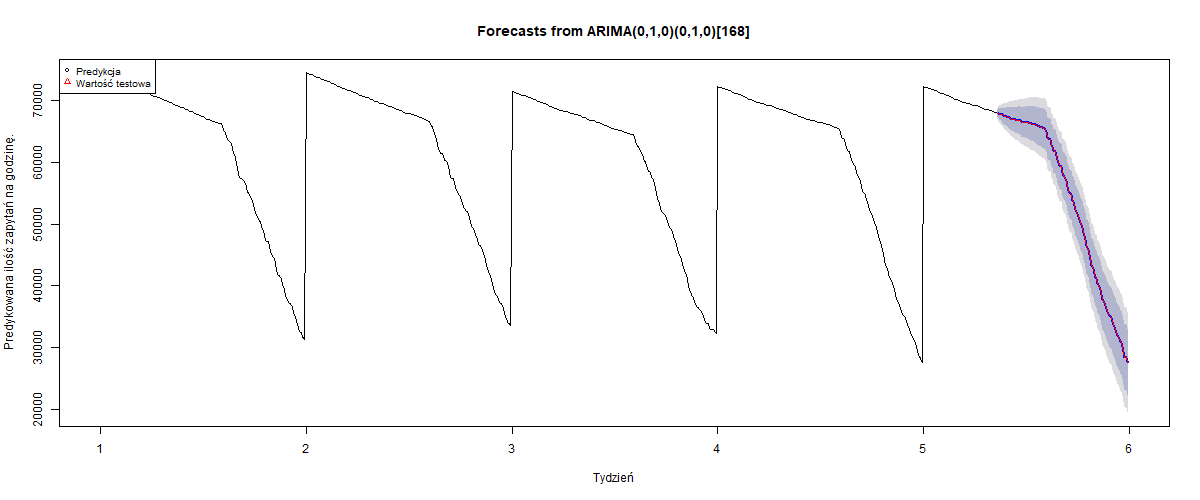 Forecasts from ARIMA(0,1,0)(0,1,0)[168]
Predykcja
Wartość testowa
Predykowana ilość zapytań na godzinę.
70000
60000
50000
40000
30000
20000
1 2 3 4 5 6
Tydzień